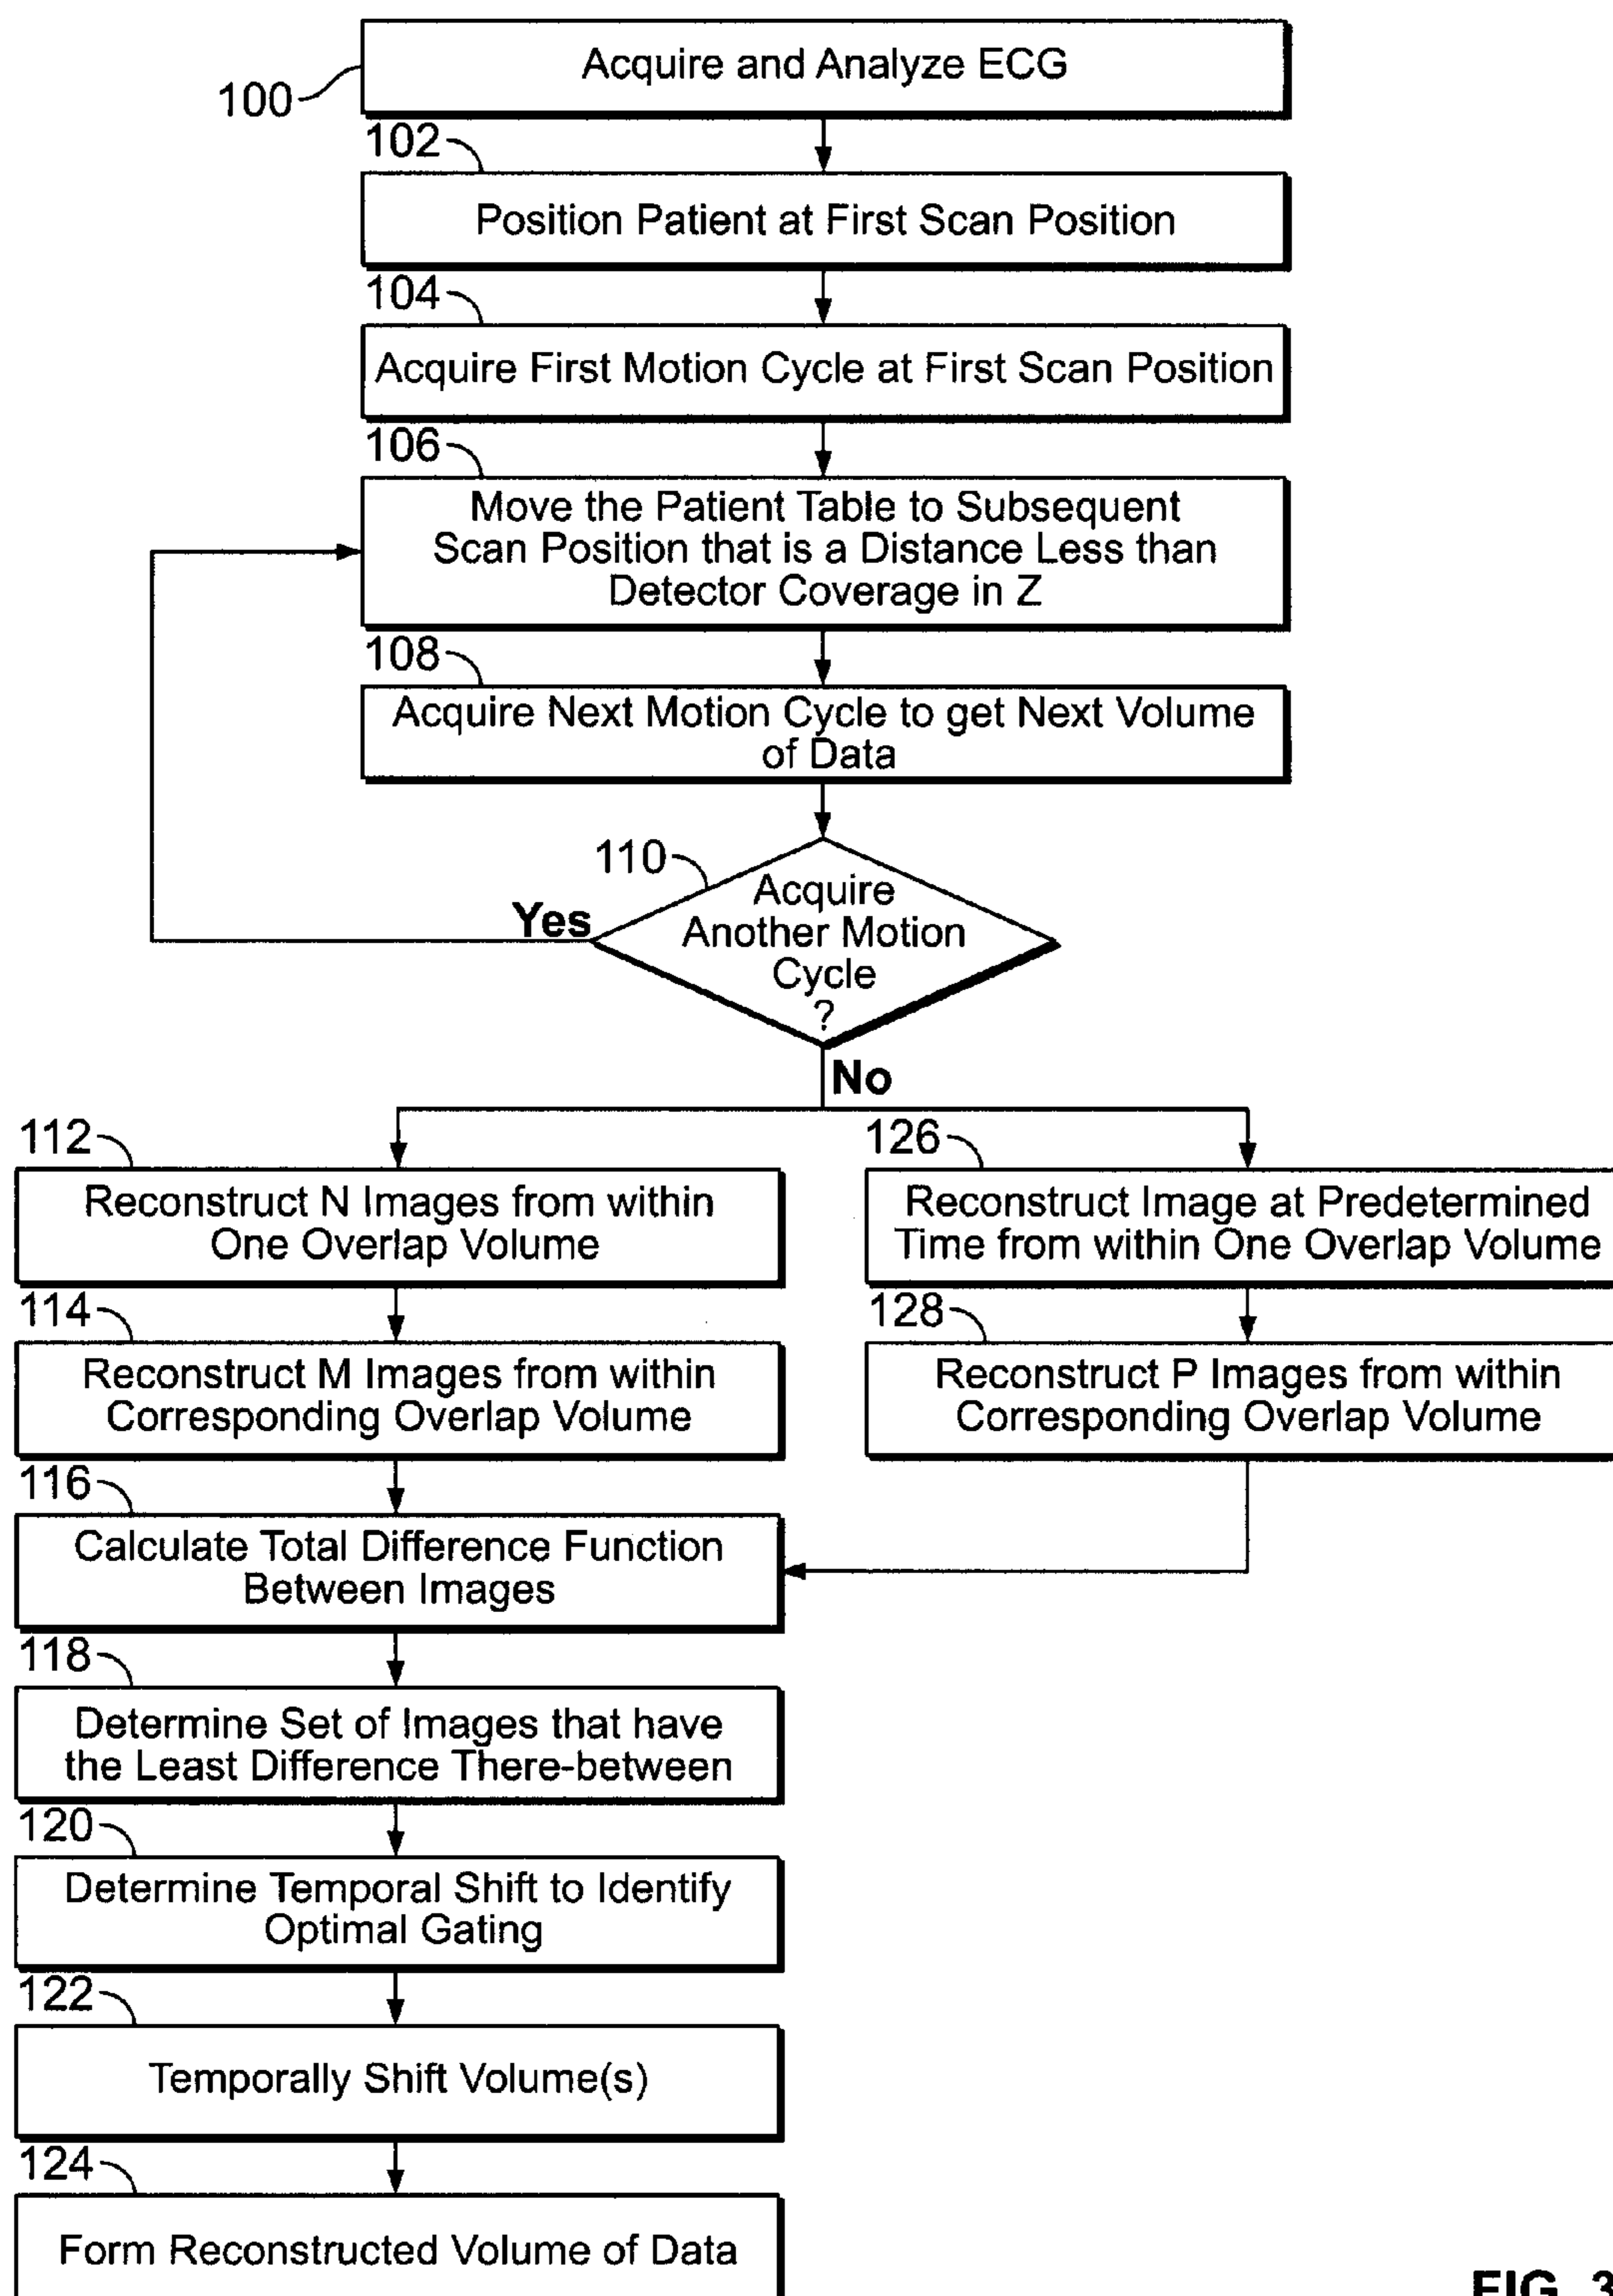 Acquire and Analyze ECG
100
102
Position Patient at First Scan Position
104
Acquire First Motion Cycle at First Scan Position
106
Move the Patient Table to Subsequent
Scan Position that is a Distance Less than
Detector Coverage in Z
108
Acquire Next Motion Cycle to get Next Volume
of Data
110
Acquire
Another Motion
Cycle
?
Yes
No
112
Reconstruct N Images from within
One Overlap Volume
126
Reconstruct Image at Predetermined
Time from within One Overlap Volume
114
Reconstruct M Images from within
Corresponding Overlap Volume
128
Reconstruct P Images from within
Corresponding Overlap Volume
116
Calculate Total Difference Function
Between Images
118
Determine Set of Images that have
the Least Difference There-between
120
Determine Temporal Shift to Identify
Optimal Gating
122
Temporally Shift Volume(s)
124
Form Reconstructed Volume of Data
FIG. 3